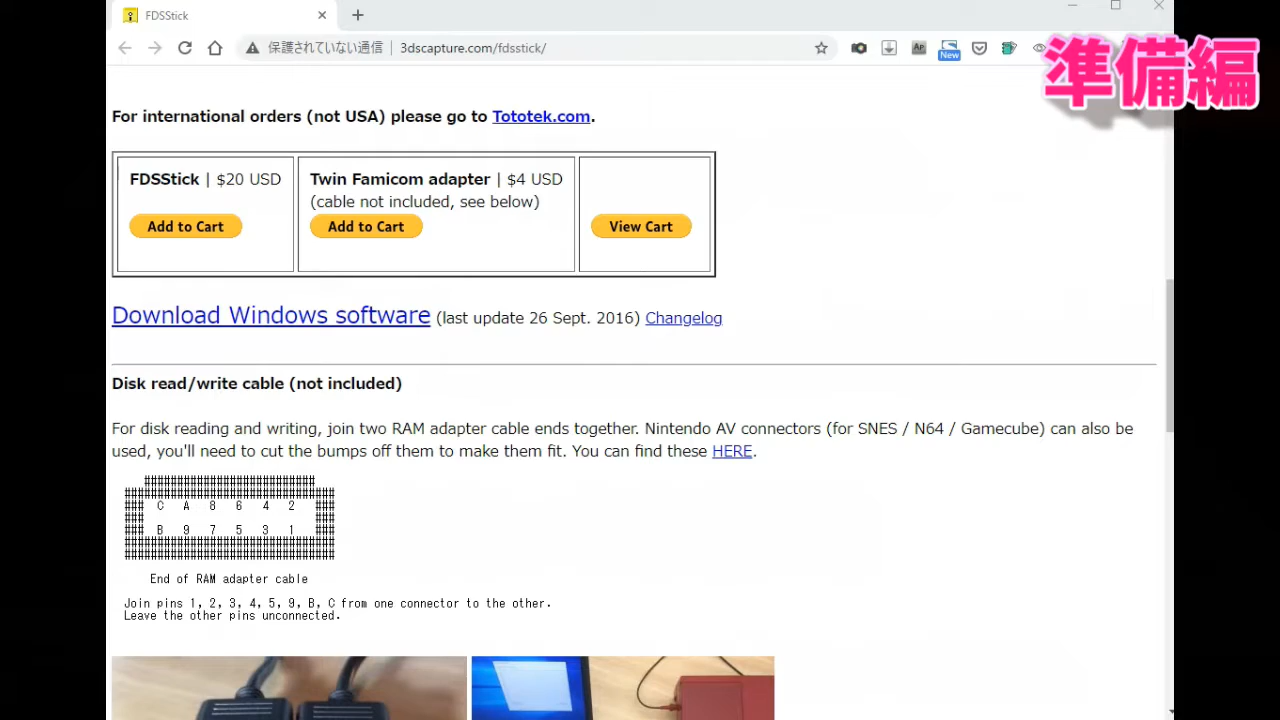 FDSStick
保護されていない通信 3dscapture.com/fdsstick/
New
準備編
For international orders (not USA) please go to Tototek.com.
FDSStick | $20 USD
Add to Cart
Twin Famicom adapter | $4 USD
(cable not included, see below)
Add to Cart
View Cart
Download Windows software (last update 26 Sept. 2016) Changelog
Disk read/write cable (not included)
For disk reading and writing, join two RAM adapter cable ends together. Nintendo AV connectors (for SNES / N64 / Gamecube) can also be
used, you'll need to cut the bumps off them to make them fit. You can find these HERE.
##########################
################################
### C A 8 6 4 2 ###
### ###
### B 9 7 5 3 1 ###
################################
################################
End of RAM adapter cable
Join pins 1, 2, 3, 4, 5, 9, B, C from one connector to the other.
Leave the other pins unconnected.